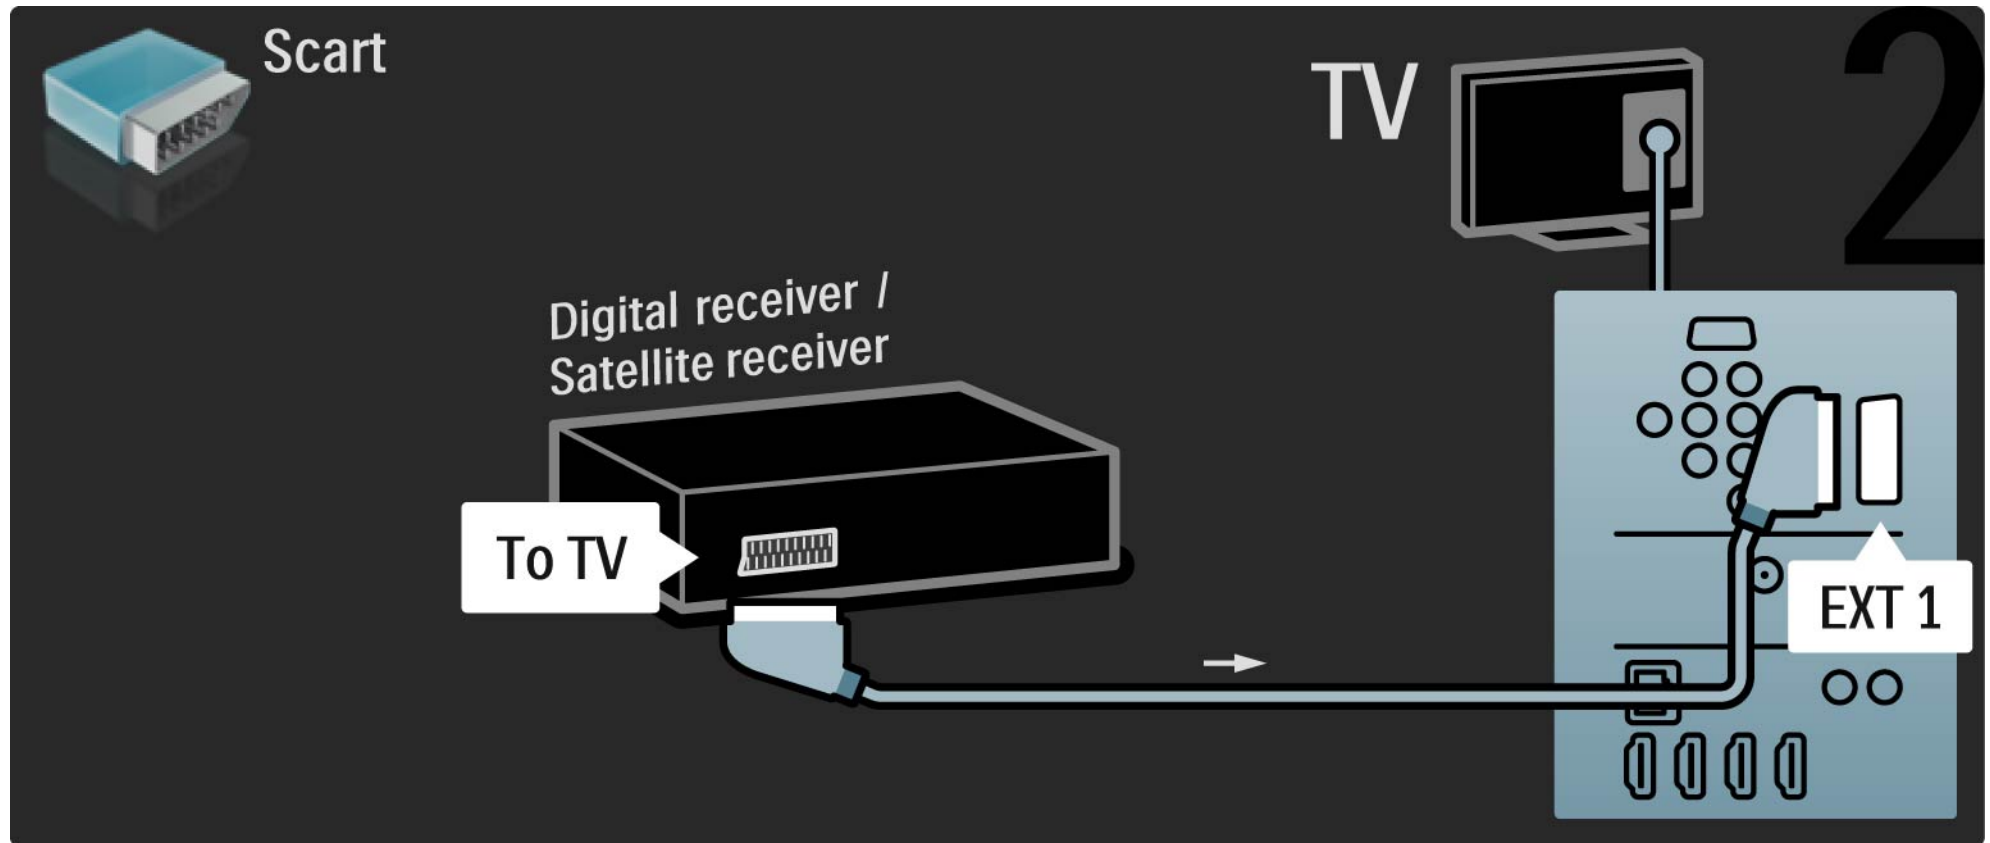 Scart
TV
2
Digital receiver /
Satellite receiver
To TV
EXT 1